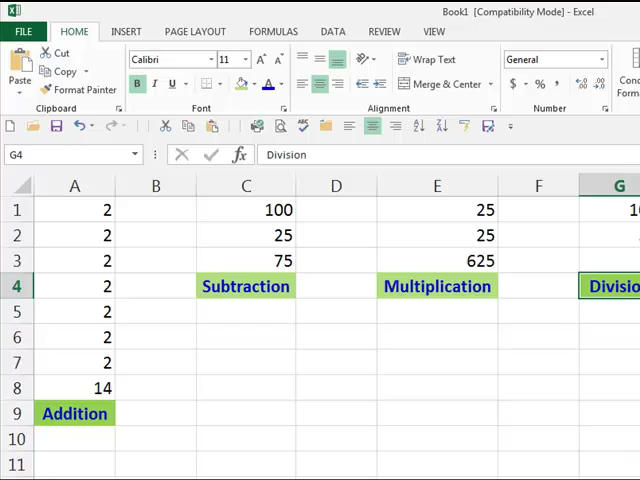 Book1 [Compatibility Mode] - Excel
FILE HOME INSERT PAGE LAYOUT FORMULAS DATA REVIEW VIEW
Cut
Copy
Format Painter
Paste
Calibri 11
B I U
Wrap Text
Merge & Center
General
$ % ,
Clipboard Font Alignment Number
G4 fx Division
A B C D E F G
1 2 100 25
2 2 25 25
3 2 75 625
4 2 Subtraction Multiplication
5 2
6 2
7 2
8 14
9 Addition
10
11